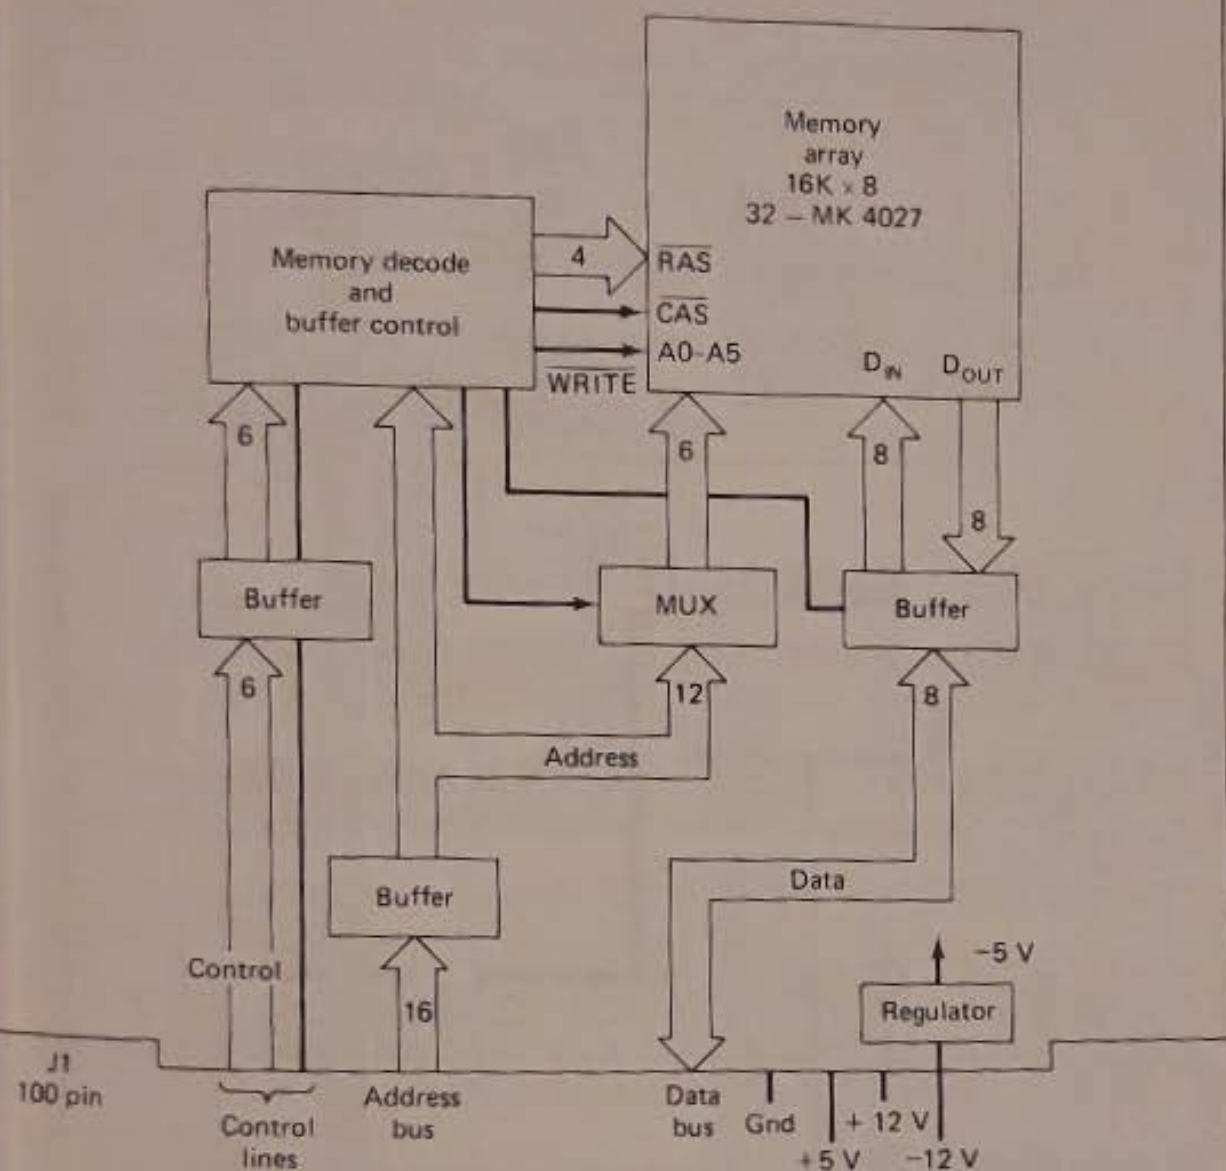 Memory
array
16K × 8
32 – MK 4027
Memory decode
and
buffer control
4
RAS
CAS
A0-A5
WRITE
D_IN
D_OUT
6
6
8
8
Buffer
MUX
Buffer
6
12
8
Address
Buffer
Data
Control
16
–5 V
Regulator
J1
100 pin
Control
lines
Address
bus
Data
bus
Gnd
+5 V
+ 12 V
–12 V